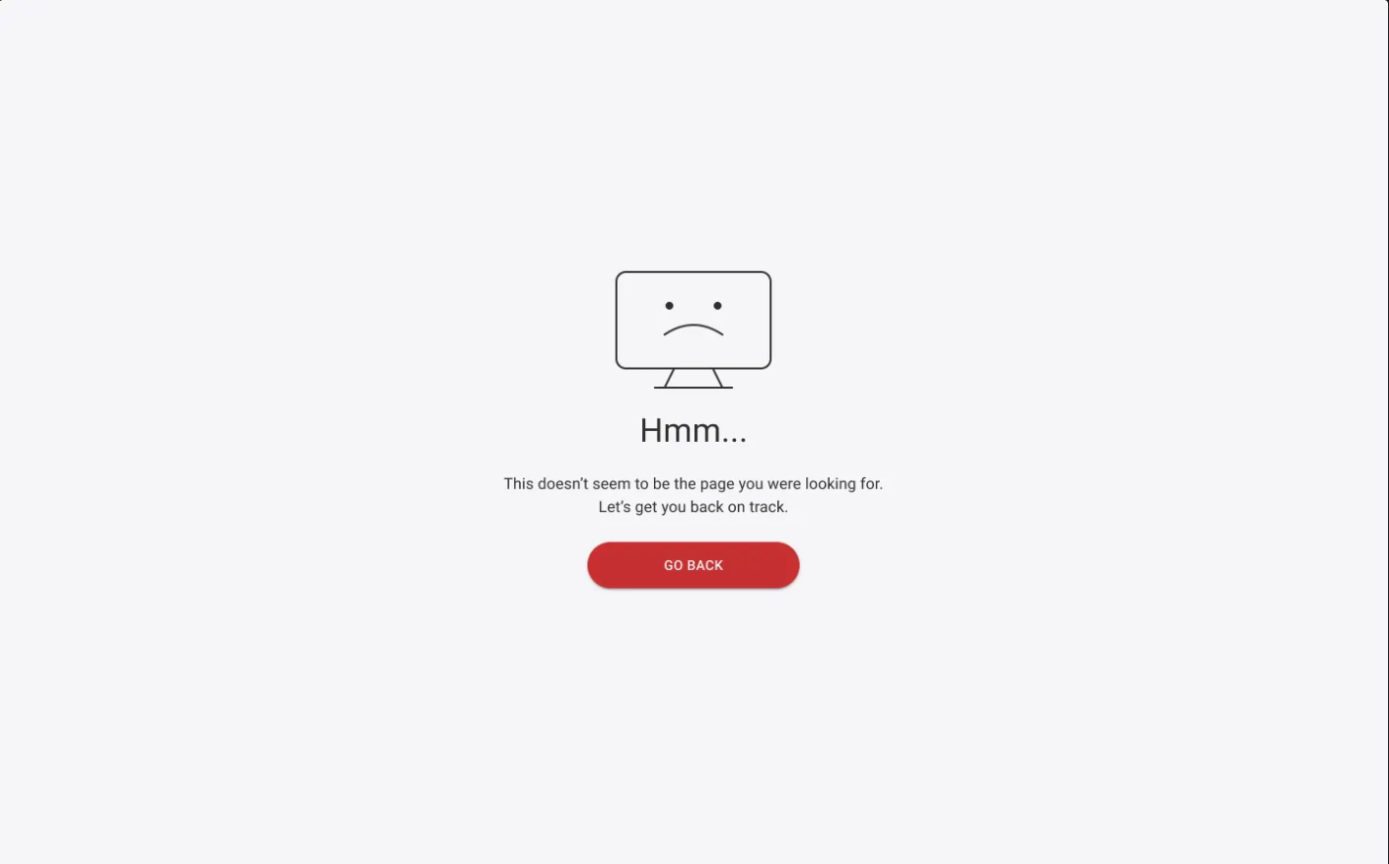 Hmm...
This doesn’t seem to be the page you were looking for.
Let’s get you back on track.
GO BACK